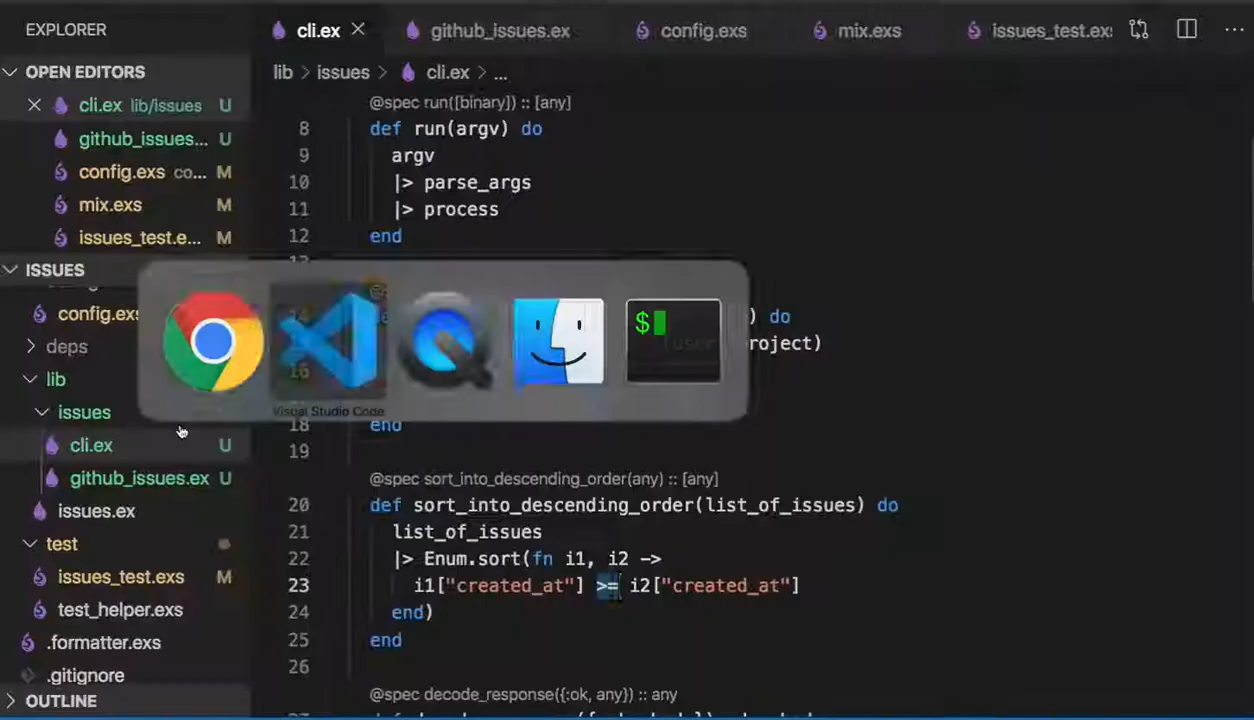 EXPLORER
cli.ex
github_issues.ex
config.exs
mix.exs
issues_test.exs
OPEN EDITORS
lib > issues > cli.ex > ...
cli.ex lib/issues U
github_issues... U
config.exs co... M
mix.exs M
issues_test.e... M
ISSUES
config.exs
deps
lib
issues
cli.ex U
github_issues.ex U
issues.ex
test
issues_test.exs M
test_helper.exs
.formatter.exs
.gitignore
OUTLINE
@spec run([binary]) :: [any]
8 def run(argv) do
9 argv
10 |> parse_args
11 |> process
12 end
) do
project)
Visual Studio Code
18 end
19
@spec sort_into_descending_order(any) :: [any]
20 def sort_into_descending_order(list_of_issues) do
21 list_of_issues
22 |> Enum.sort(fn i1, i2 ->
23 i1["created_at"] >= i2["created_at"]
24 end)
25 end
26
@spec decode_response({:ok, any}) :: any